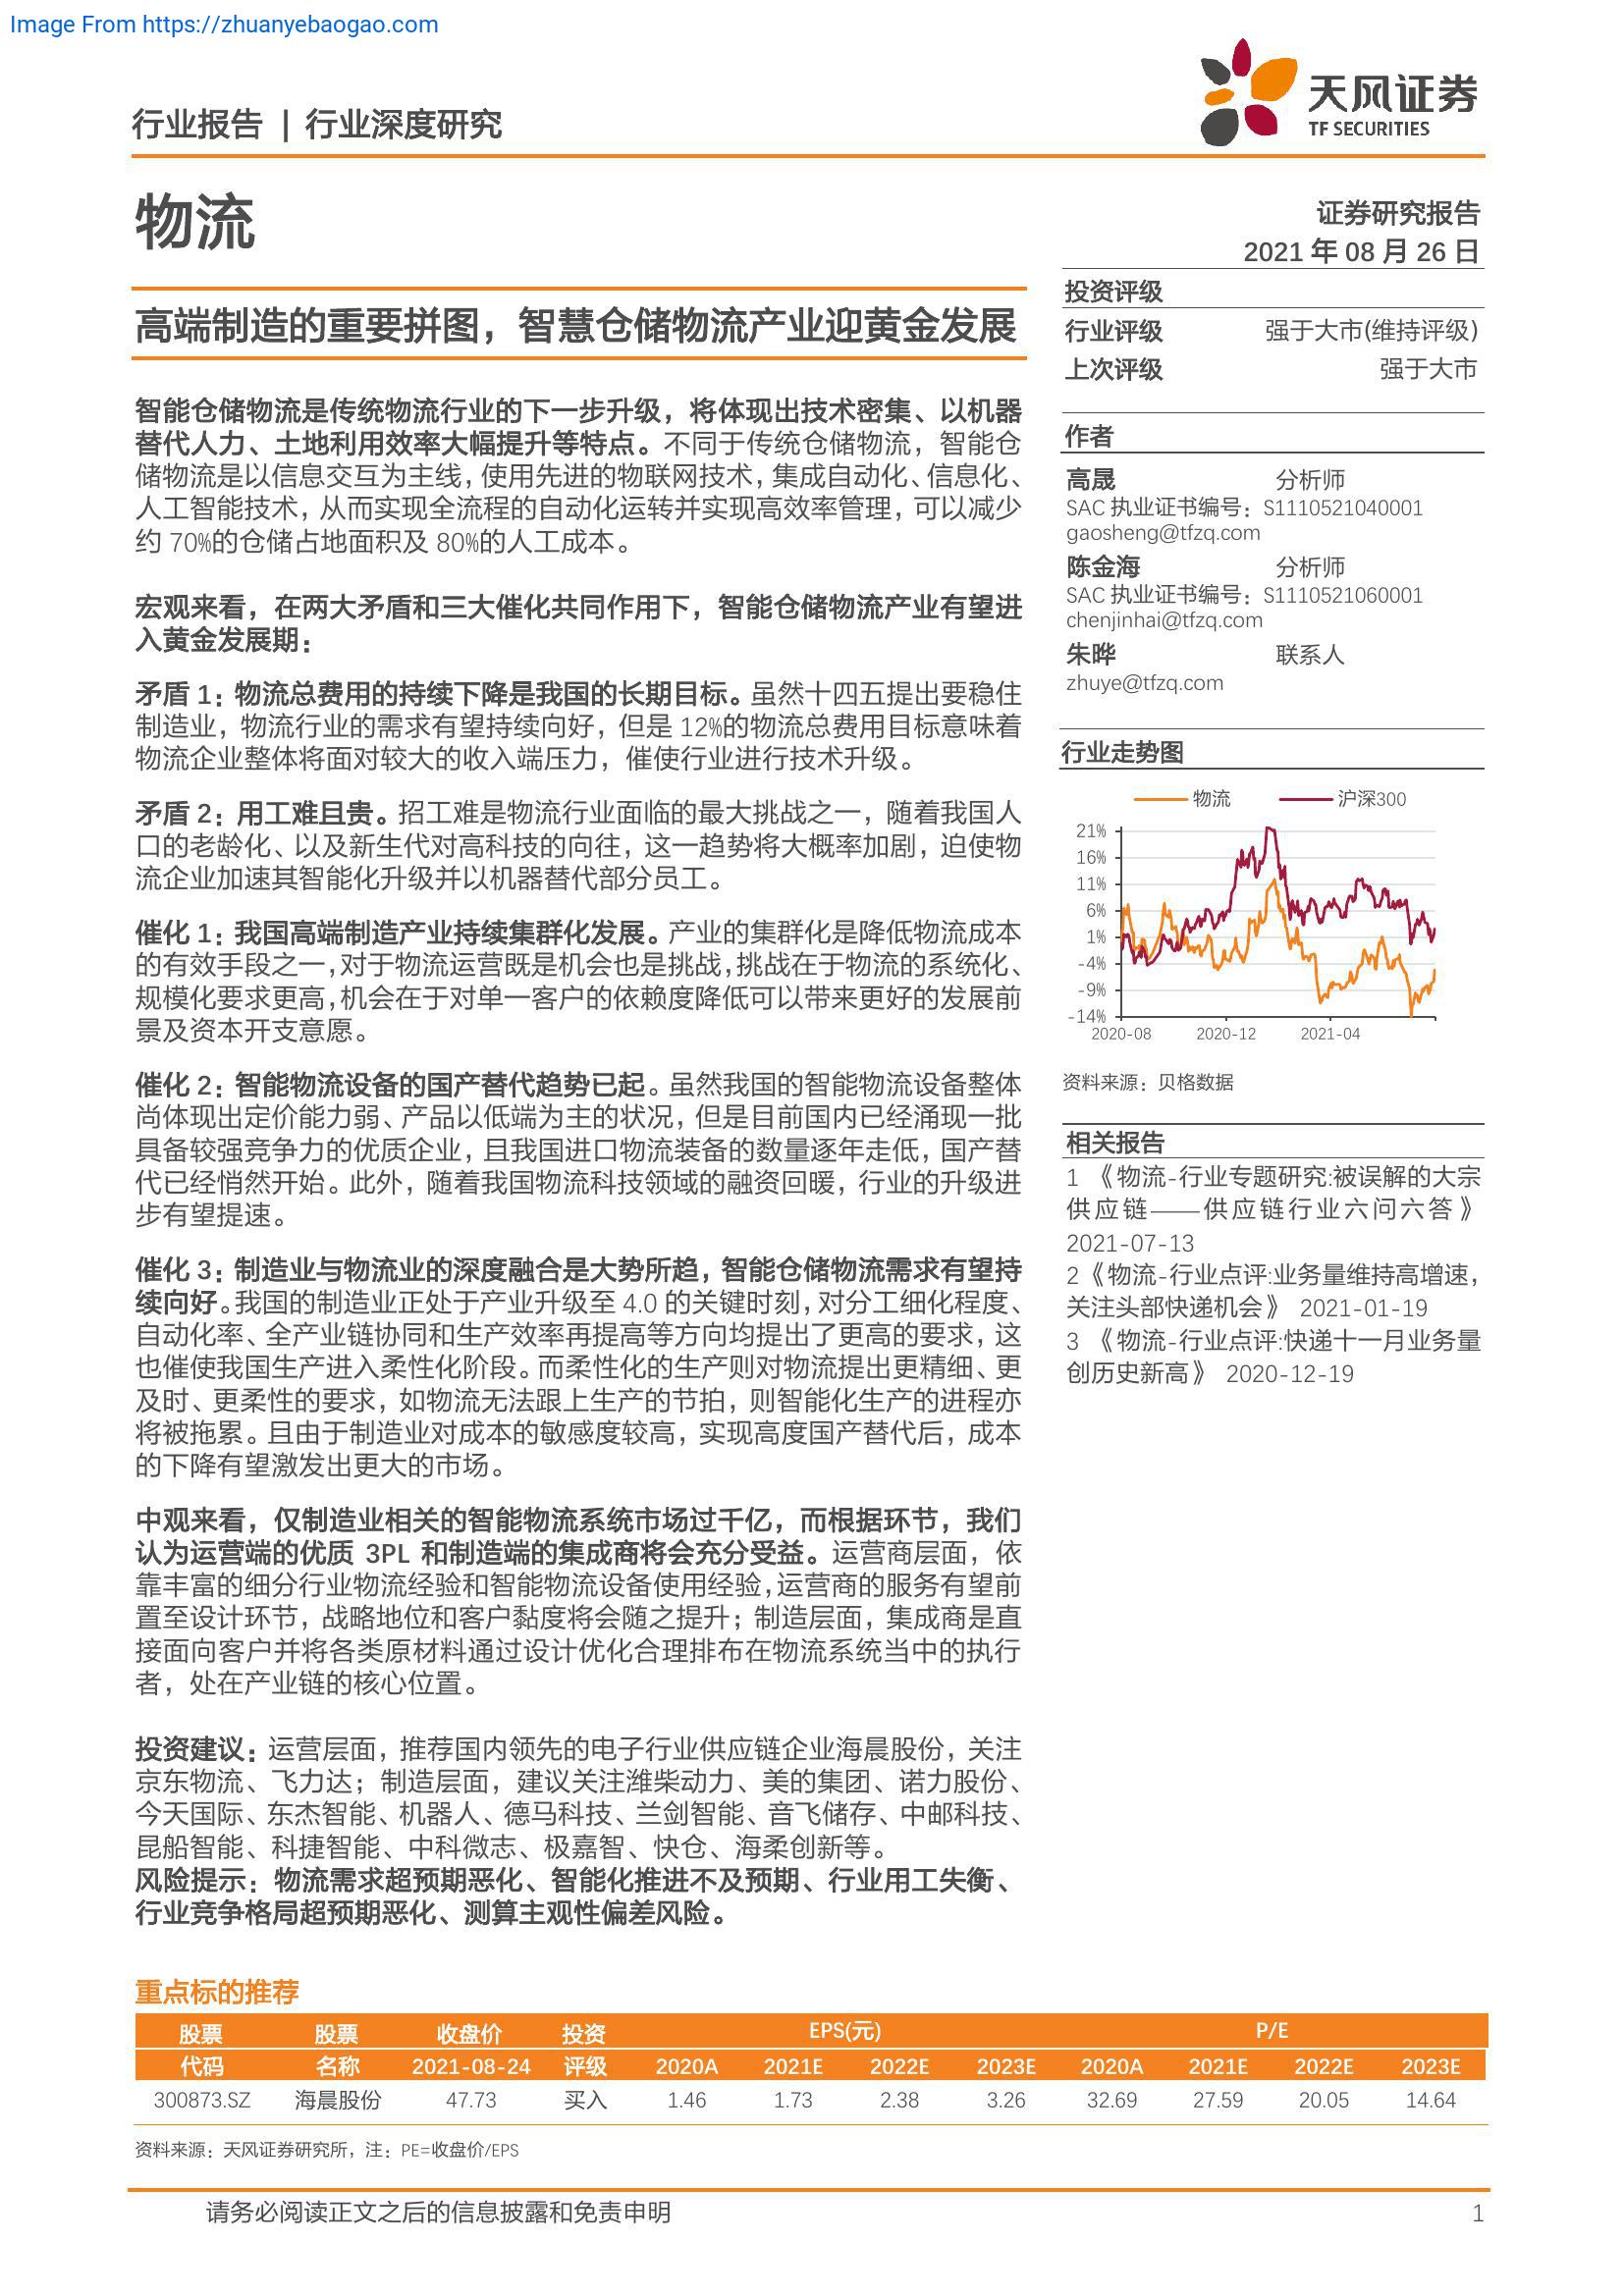 Image From https://zhuanyebaogao.com
行业报告 | 行业深度研究
天风证券
TF SECURITIES
物流
证券研究报告
2021 年 08 月 26 日
高端制造的重要拼图，智慧仓储物流产业迎黄金发展
智能仓储物流是传统物流行业的下一步升级，将体现出技术密集、以机器
替代人力、土地利用效率大幅提升等特点。不同于传统仓储物流，智能仓
储物流是以信息交互为主线，使用先进的物联网技术，集成自动化、信息化、
人工智能技术，从而实现全流程的自动化运转并实现高效率管理，可以减少
约 70%的仓储占地面积及 80%的人工成本。
宏观来看，在两大矛盾和三大催化共同作用下，智能仓储物流产业有望进
入黄金发展期：
矛盾 1：物流总费用的持续下降是我国的长期目标。虽然十四五提出要稳住
制造业，物流行业的需求有望持续向好，但是 12%的物流总费用目标意味着
物流企业整体将面对较大的收入端压力，催使行业进行技术升级。
矛盾 2：用工难且贵。招工难是物流行业面临的最大挑战之一，随着我国人
口的老龄化、以及新生代对高科技的向往，这一趋势将大概率加剧，迫使物
流企业加速其智能化升级并以机器替代部分员工。
催化 1：我国高端制造产业持续集群化发展。产业的集群化是降低物流成本
的有效手段之一，对于物流运营既是机会也是挑战，挑战在于物流的系统化、
规模化要求更高，机会在于对单一客户的依赖度降低可以带来更好的发展前
景及资本开支意愿。
催化 2：智能物流设备的国产替代趋势已起。虽然我国的智能物流设备整体
尚体现出定价能力弱、产品以低端为主的状况，但是目前国内已经涌现一批
具备较强竞争力的优质企业，且我国进口物流装备的数量逐年走低，国产替
代已经悄然开始。此外，随着我国物流科技领域的融资回暖，行业的升级进
步有望提速。
催化 3：制造业与物流业的深度融合是大势所趋，智能仓储物流需求有望持
续向好。我国的制造业正处于产业升级至 4.0 的关键时刻，对分工细化程度、
自动化率、全产业链协同和生产效率再提高等方向均提出了更高的要求，这
也催使我国生产进入柔性化阶段。而柔性化的生产则对物流提出更精细、更
及时、更柔性的要求，如物流无法跟上生产的节拍，则智能化生产的进程亦
将被拖累。且由于制造业对成本的敏感度较高，实现高度国产替代后，成本
的下降有望激发出更大的市场。
中观来看，仅制造业相关的智能物流系统市场过千亿，而根据环节，我们
认为运营端的优质 3PL 和制造端的集成商将会充分受益。运营商层面，依
靠丰富的细分行业物流经验和智能物流设备使用经验，运营商的服务有望前
置至设计环节，战略地位和客户黏度将会随之提升；制造层面，集成商是直
接面向客户并将各类原材料通过设计优化合理排布在物流系统当中的执行
者，处在产业链的核心位置。
投资建议：运营层面，推荐国内领先的电子行业供应链企业海晨股份，关注
京东物流、飞力达；制造层面，建议关注潍柴动力、美的集团、诺力股份、
今天国际、东杰智能、机器人、德马科技、兰剑智能、音飞储存、中邮科技、
昆船智能、科捷智能、中科微志、极嘉智、快仓、海柔创新等。
风险提示：物流需求超预期恶化、智能化推进不及预期、行业用工失衡、
行业竞争格局超预期恶化、测算主观性偏差风险。
投资评级
行业评级 强于大市(维持评级)
上次评级 强于大市
作者
高晟 分析师
SAC 执业证书编号：S1110521040001
gaosheng@tfzq.com
陈金海 分析师
SAC 执业证书编号：S1110521060001
chenjinhai@tfzq.com
朱晔 联系人
zhuye@tfzq.com
行业走势图
物流 沪深300
21%
16%
11%
6%
1%
-4%
-9%
-14%
2020-08 2020-12 2021-04
资料来源：贝格数据
相关报告
1 《物流-行业专题研究:被误解的大宗
供应链——供应链行业六问六答》
2021-07-13
2 《物流-行业点评:业务量维持高增速，
关注头部快递机会》 2021-01-19
3 《物流-行业点评:快递十一月业务量
创历史新高》 2020-12-19
重点标的推荐
股票 股票 收盘价 投资 EPS(元) P/E
代码 名称 2021-08-24 评级 2020A 2021E 2022E 2023E 2020A 2021E 2022E 2023E
300873.SZ 海晨股份 47.73 买入 1.46 1.73 2.38 3.26 32.69 27.59 20.05 14.64
资料来源：天风证券研究所，注：PE=收盘价/EPS
请务必阅读正文之后的信息披露和免责申明 1